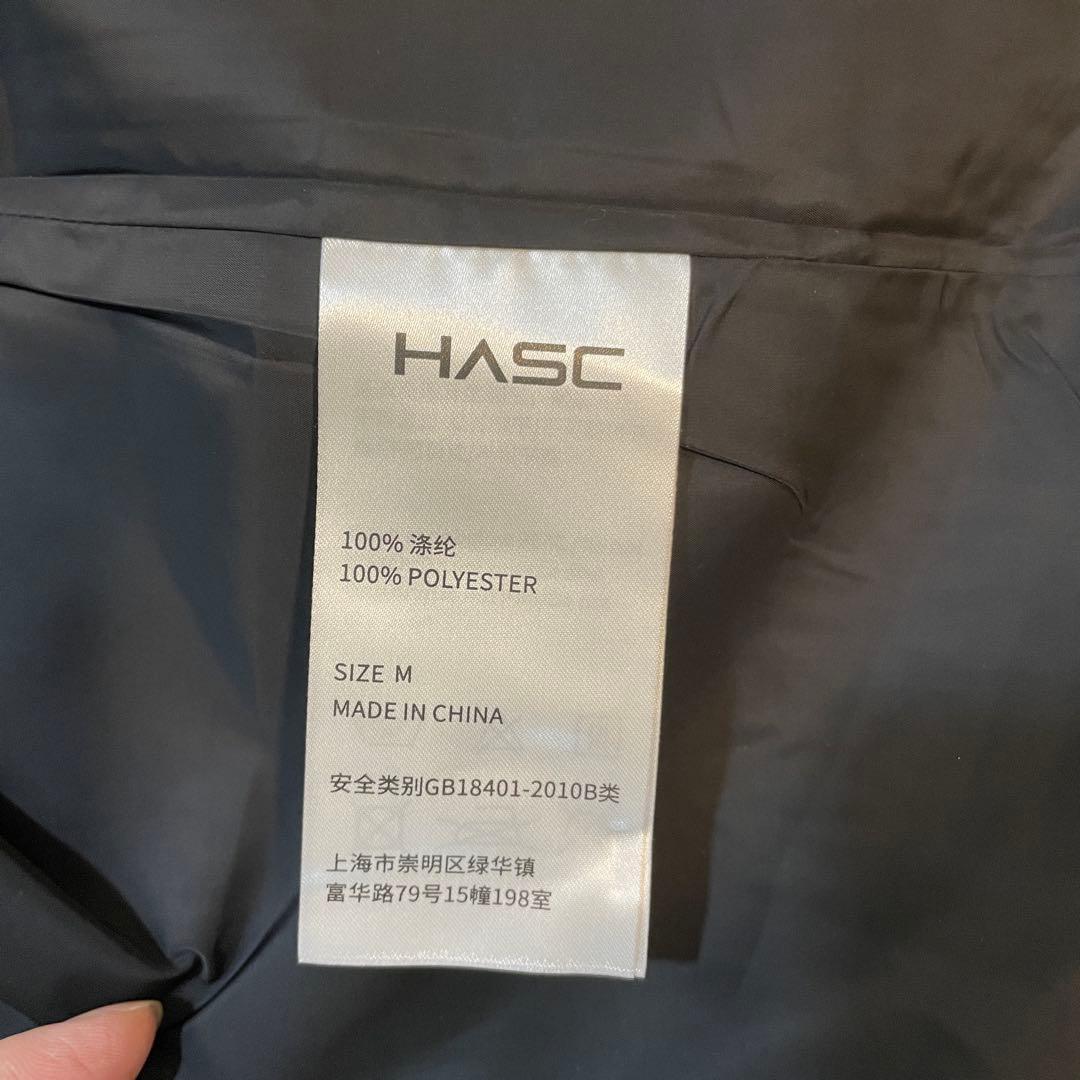 HASC
100% 涤纶
100% POLYESTER
SIZE M
MADE IN CHINA
安全类别GB18401-2010B类
上海市崇明区绿华镇
富华路79号15幢198室